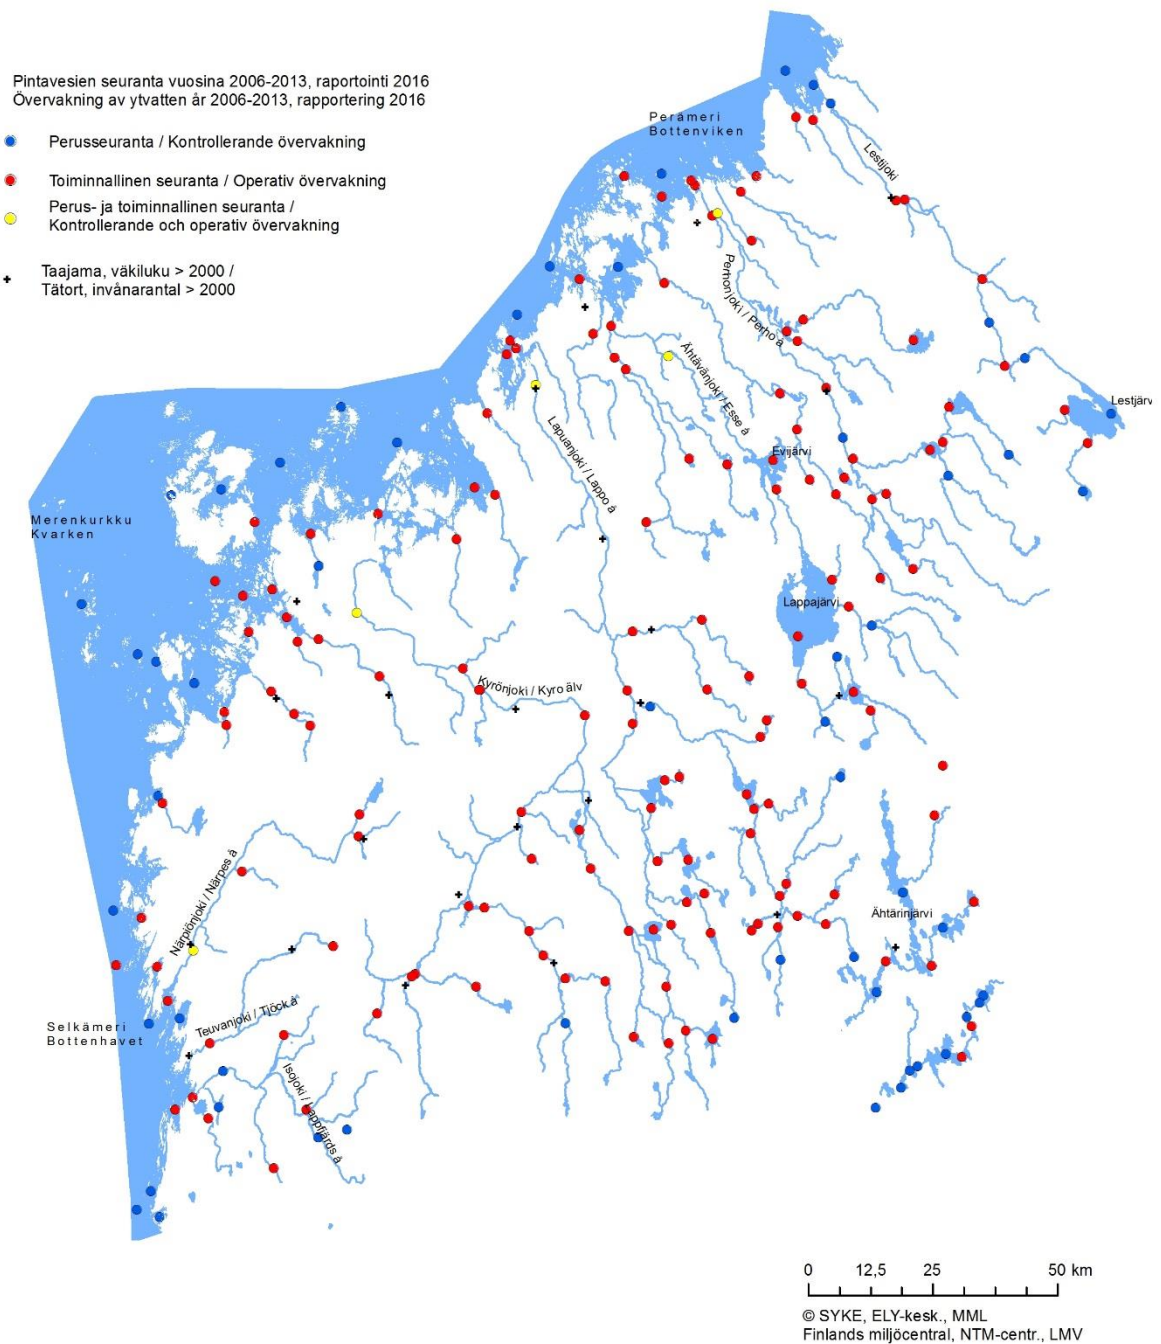 Pintavesien seuranta vuosina 2006-2013, raportointi 2016
Övervakning av ytvatten år 2006-2013, rapportering 2016
Perusseuranta / Kontrollerande övervakning
Toiminnallinen seuranta / Operativ övervakning
Perus- ja toiminnallinen seuranta /
Kontrollerande och operativ övervakning
Taajama, väkiluku > 2000 /
Tätort, invånarantal > 2000
Perämeri
Bottenviken
Lestijoki
Perhonjoki / Perho å
Ähtävänjoki / Esse å
Lestjärv
Lapuanjoki / Lappo å
Evijärvi
Merenkurkku
Kvarken
Lappajärvi
Kyrönjoki / Kyro älv
Närpiönjoki / Närpes å
Ähtärinjärvi
Teuvanjoki / Tjöck å
Selkämeri
Bottenhavet
Isojoki / Lappfjärds å
0 12,5 25 50 km
© SYKE, ELY-kesk., MML
Finlands miljöcentral, NTM-centr., LMV